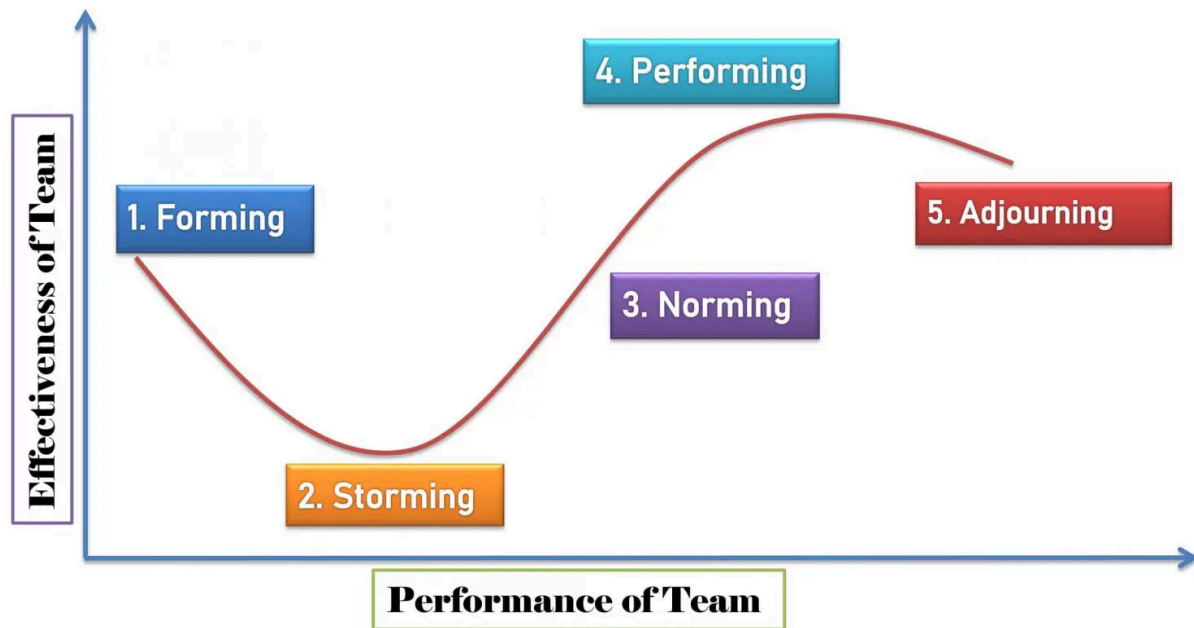 Effectiveness of Team
1. Forming
2. Storming
3. Norming
4. Performing
5. Adjourning
Performance of Team